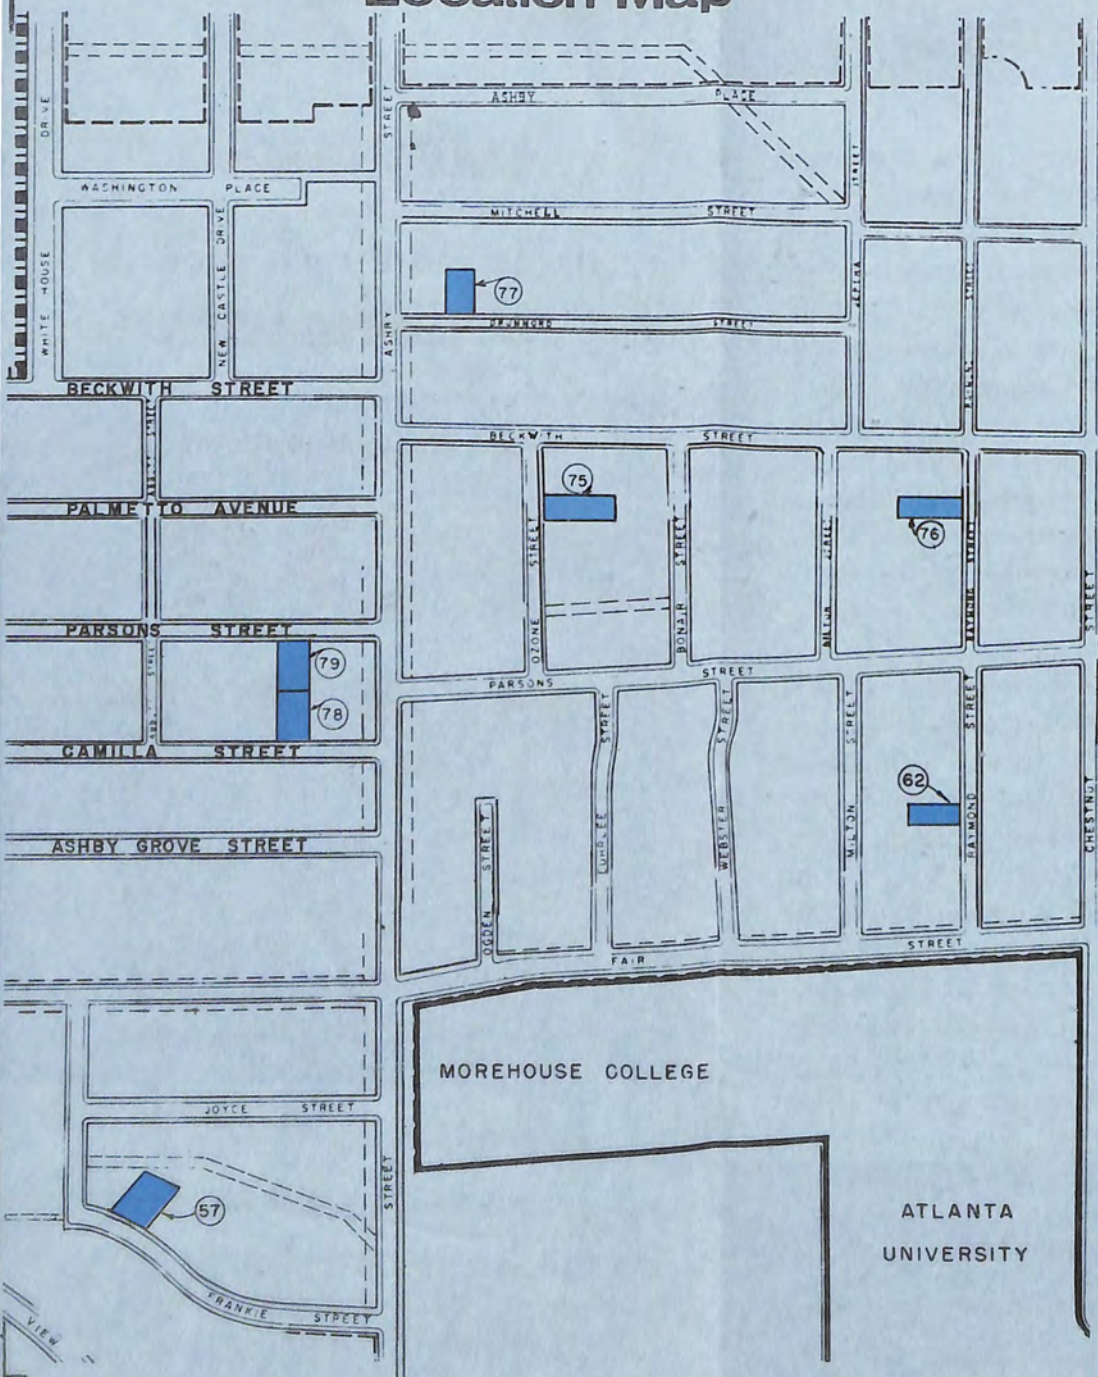 Location Map
ASHBY PLACE
DRIVE
STREET
STREET
WASHINGTON PLACE
MITCHELL STREET
WHITE HOUSE
NEW CASTLE DRIVE
ASHBY
77
STREET
STREET
BECKWITH STREET
BECKWITH STREET
75
76
PALMETTO AVENUE
OZONE STREET
BONAIR STREET
STREET
STREET
PARSONS STREET
79
78
PARSONS STREET
CAMILLA STREET
STREET
WEBSTER STREET
MILTON STREET
RAYMOND STREET
CHESTNUT
62
ASHBY GROVE STREET
OGDEN STREET
FAIR STREET
MOREHOUSE COLLEGE
JOYCE STREET
STREET
57
ATLANTA
UNIVERSITY
FRANKIE STREET
VIEW